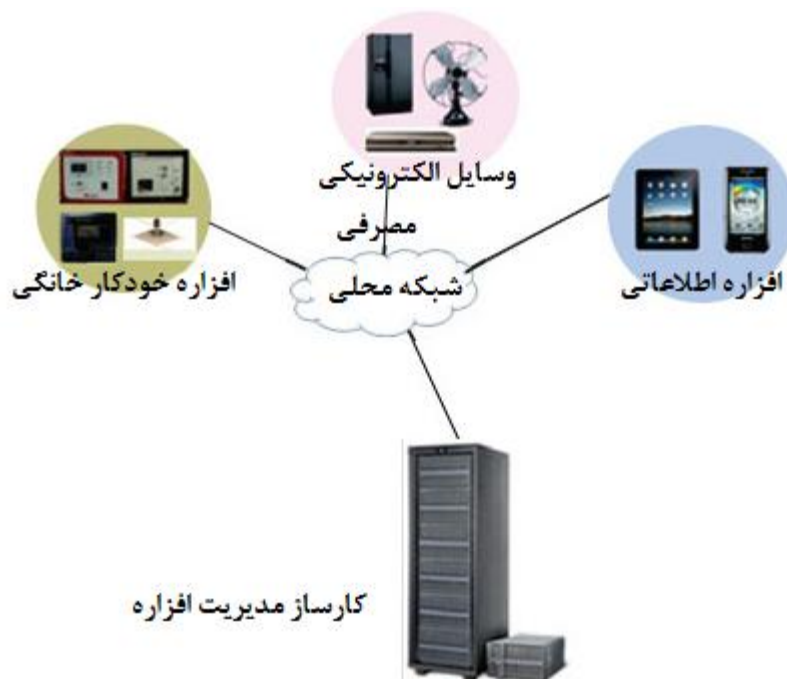 وسایل الکترونیکی
مصرفی
افزاره خودکار خانگی
شبکه محلی
افزاره اطلاعاتی
کارساز مدیریت افزاره